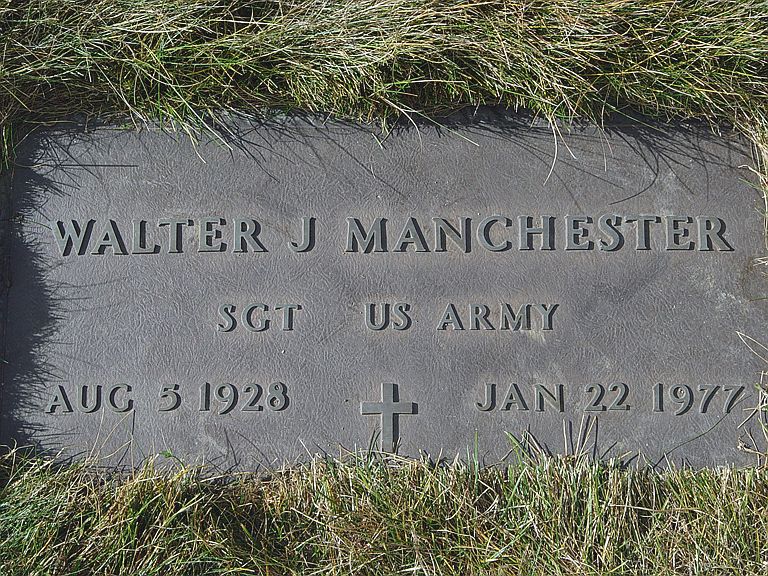 WALTER J MANCHESTER
SGT US ARMY
AUG 5 1928 JAN 22 1977